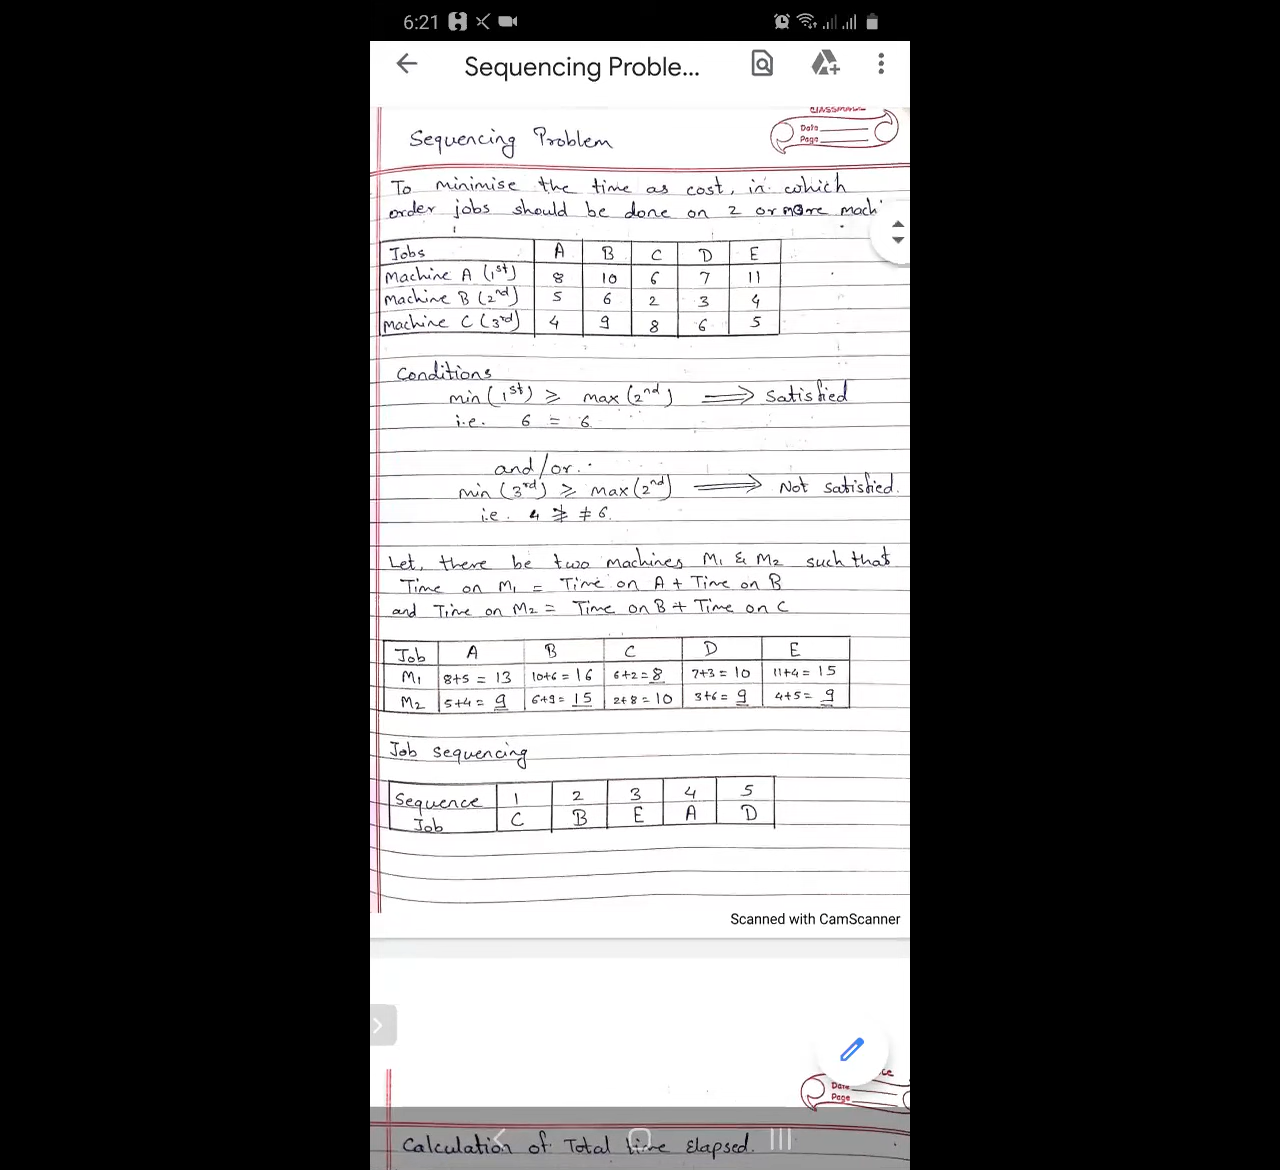 6:21
Sequencing Proble...
classmate
Date
Page
Sequencing Problem
To minimise the time as cost, in which
order jobs should be done on 2 or more mach
Jobs A B C D E
Machine A (1st) 8 10 6 7 11
Machine B (2nd) 5 6 2 3 4
Machine C (3rd) 4 9 8 6 5
Conditions
min (1st) ≥ max (2nd) ⟹ Satisfied
i.e. 6 = 6
and/or
min (3rd) ≥ max (2nd) ⟹ Not satisfied.
i.e. 4 ≱ ≠ 6.
Let, there be two machines M1 & M2 such that
Time on M1 = Time on A + Time on B
and Time on M2 = Time on B + Time on C
Job A B C D E
M1 8+5 = 13 10+6 = 16 6+2 = 8 7+3 = 10 11+4 = 15
M2 5+4 = 9 6+9 = 15 2+8 = 10 3+6 = 9 4+5 = 9
Job sequencing
Sequence 1 2 3 4 5
Job C B E A D
Scanned with CamScanner
Date
Page
Calculation of Total time Elapsed.